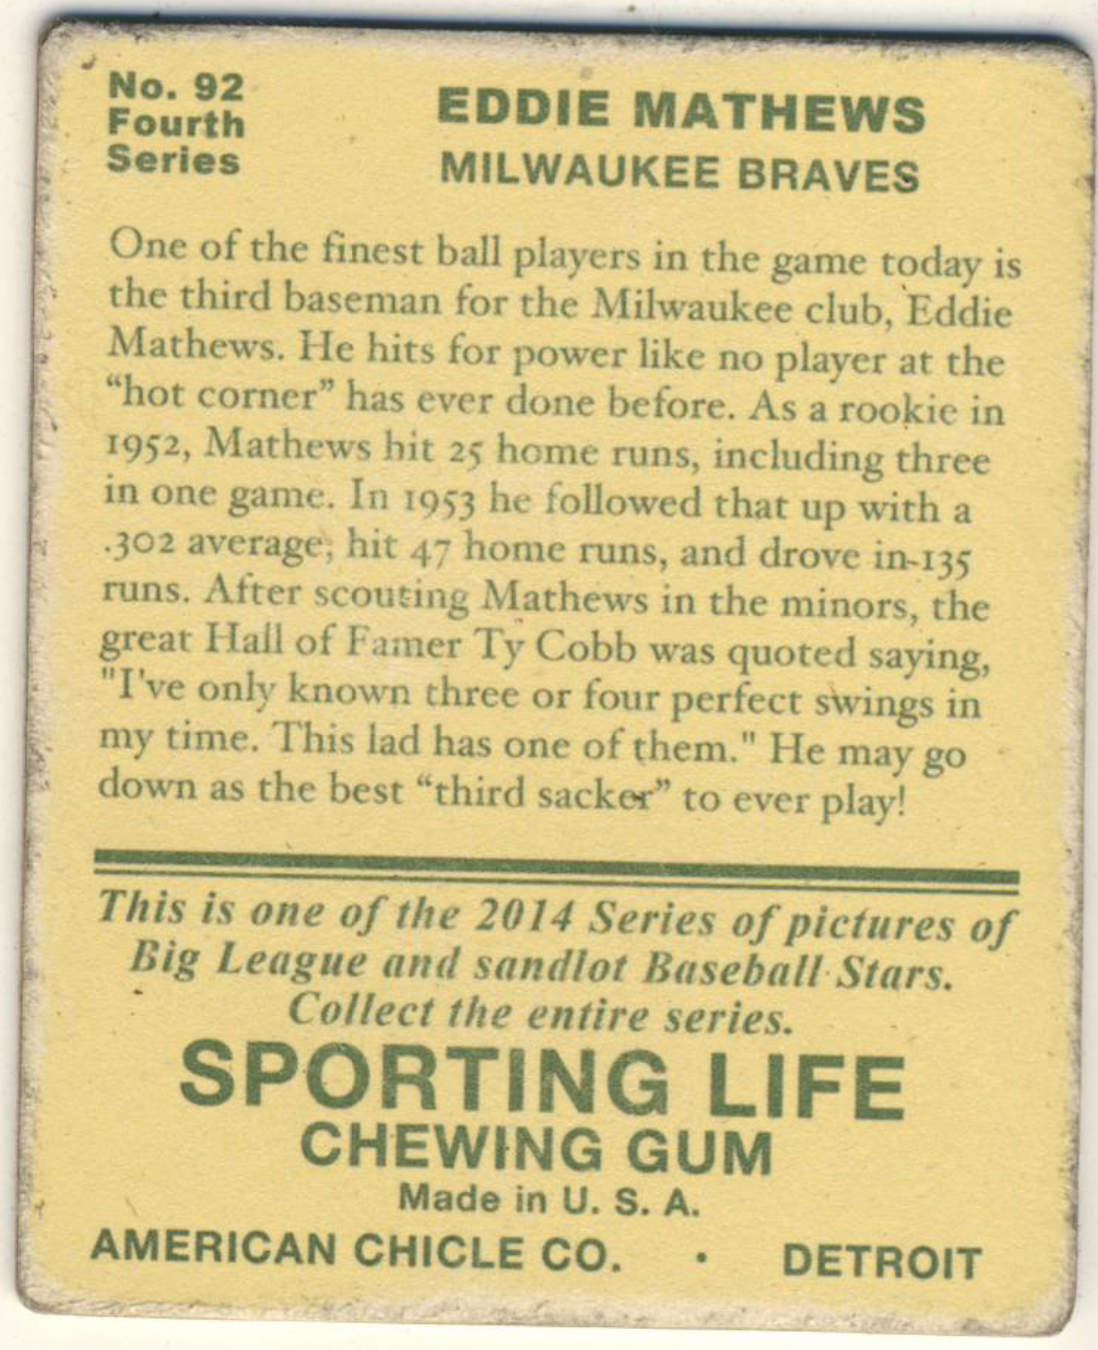 No. 92
Fourth
Series
EDDIE MATHEWS
MILWAUKEE BRAVES
One of the finest ball players in the game today is
the third baseman for the Milwaukee club, Eddie
Mathews. He hits for power like no player at the
“hot corner” has ever done before. As a rookie in
1952, Mathews hit 25 home runs, including three
in one game. In 1953 he followed that up with a
.302 average, hit 47 home runs, and drove in 135
runs. After scouting Mathews in the minors, the
great Hall of Famer Ty Cobb was quoted saying,
"I've only known three or four perfect swings in
my time. This lad has one of them." He may go
down as the best “third sacker” to ever play!
This is one of the 2014 Series of pictures of
Big League and sandlot Baseball Stars.
Collect the entire series.
SPORTING LIFE
CHEWING GUM
Made in U. S. A.
AMERICAN CHICLE CO. • DETROIT